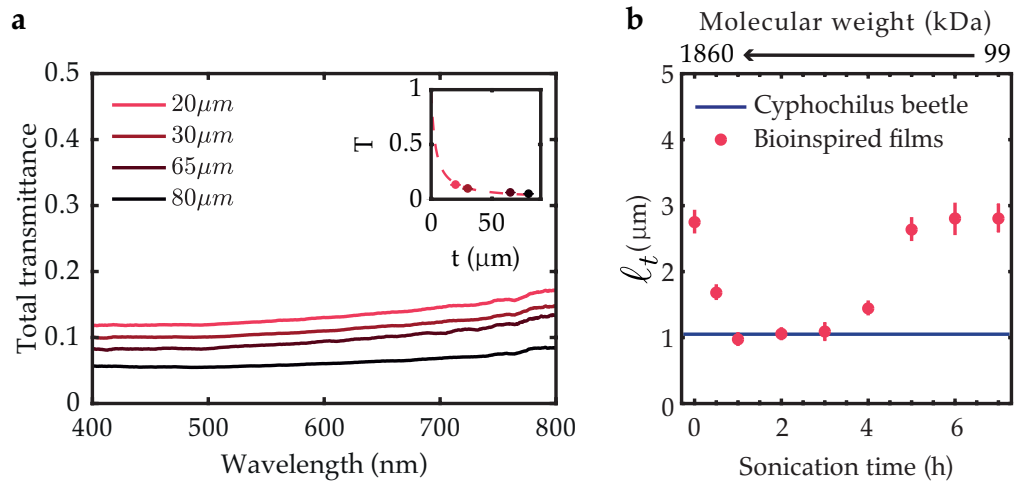 a
Total transmittance
0.5
0.4
0.3
0.2
0.1
0
400 500 600 700 800
Wavelength (nm)
20μm
30μm
65μm
80μm
T
1
0.5
0
0 50
t (μm)
b
Molecular weight (kDa)
1860 99
ℓt (μm)
5
4
3
2
1
0
Cyphochilus beetle
Bioinspired films
0 2 4 6
Sonication time (h)